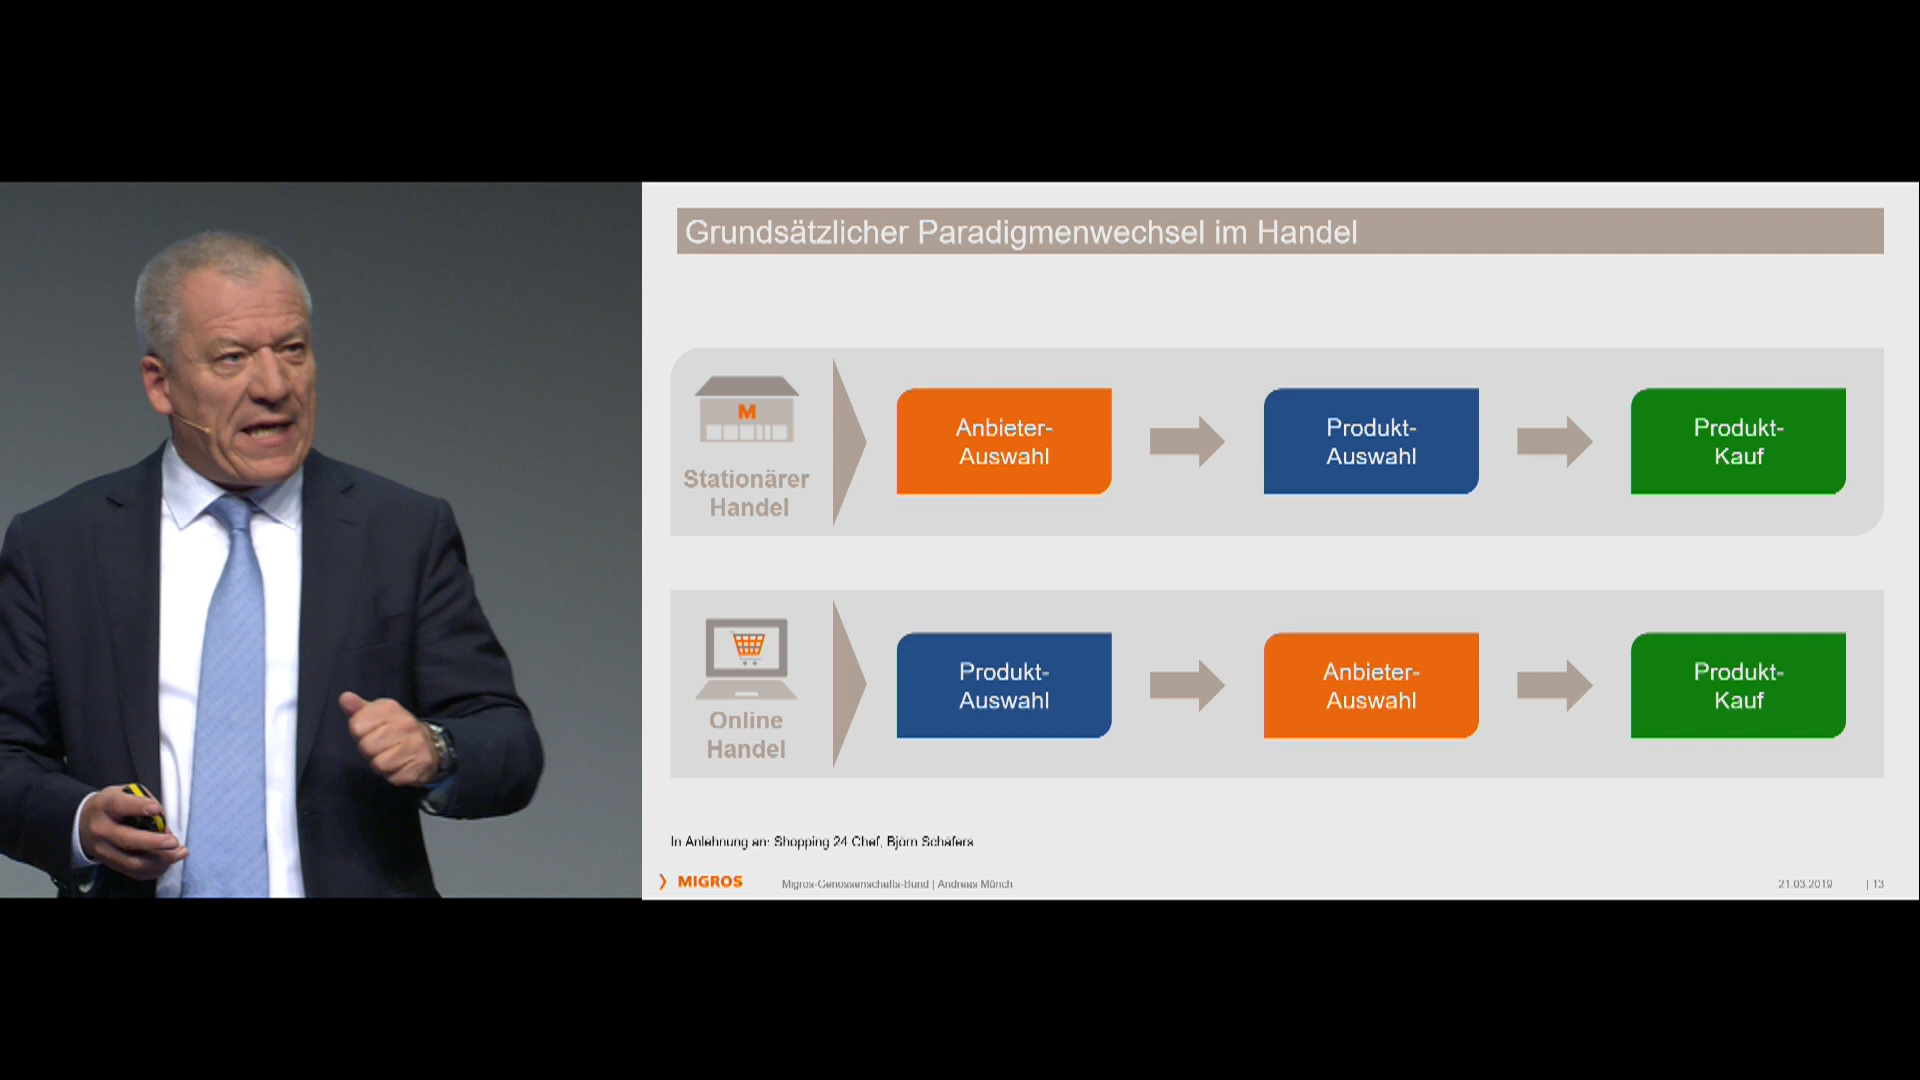 Grundsätzlicher Paradigmenwechsel im Handel
M
Stationärer
Handel
Anbieter-
Auswahl
Produkt-
Auswahl
Produkt-
Kauf
Online
Handel
Produkt-
Auswahl
Anbieter-
Auswahl
Produkt-
Kauf
In Anlehnung an: Shopping 24 Chef, Björn Schäfers
MIGROS
Migros-Genossenschafts-Bund | Andreas Münch
21.03.2019 | 13